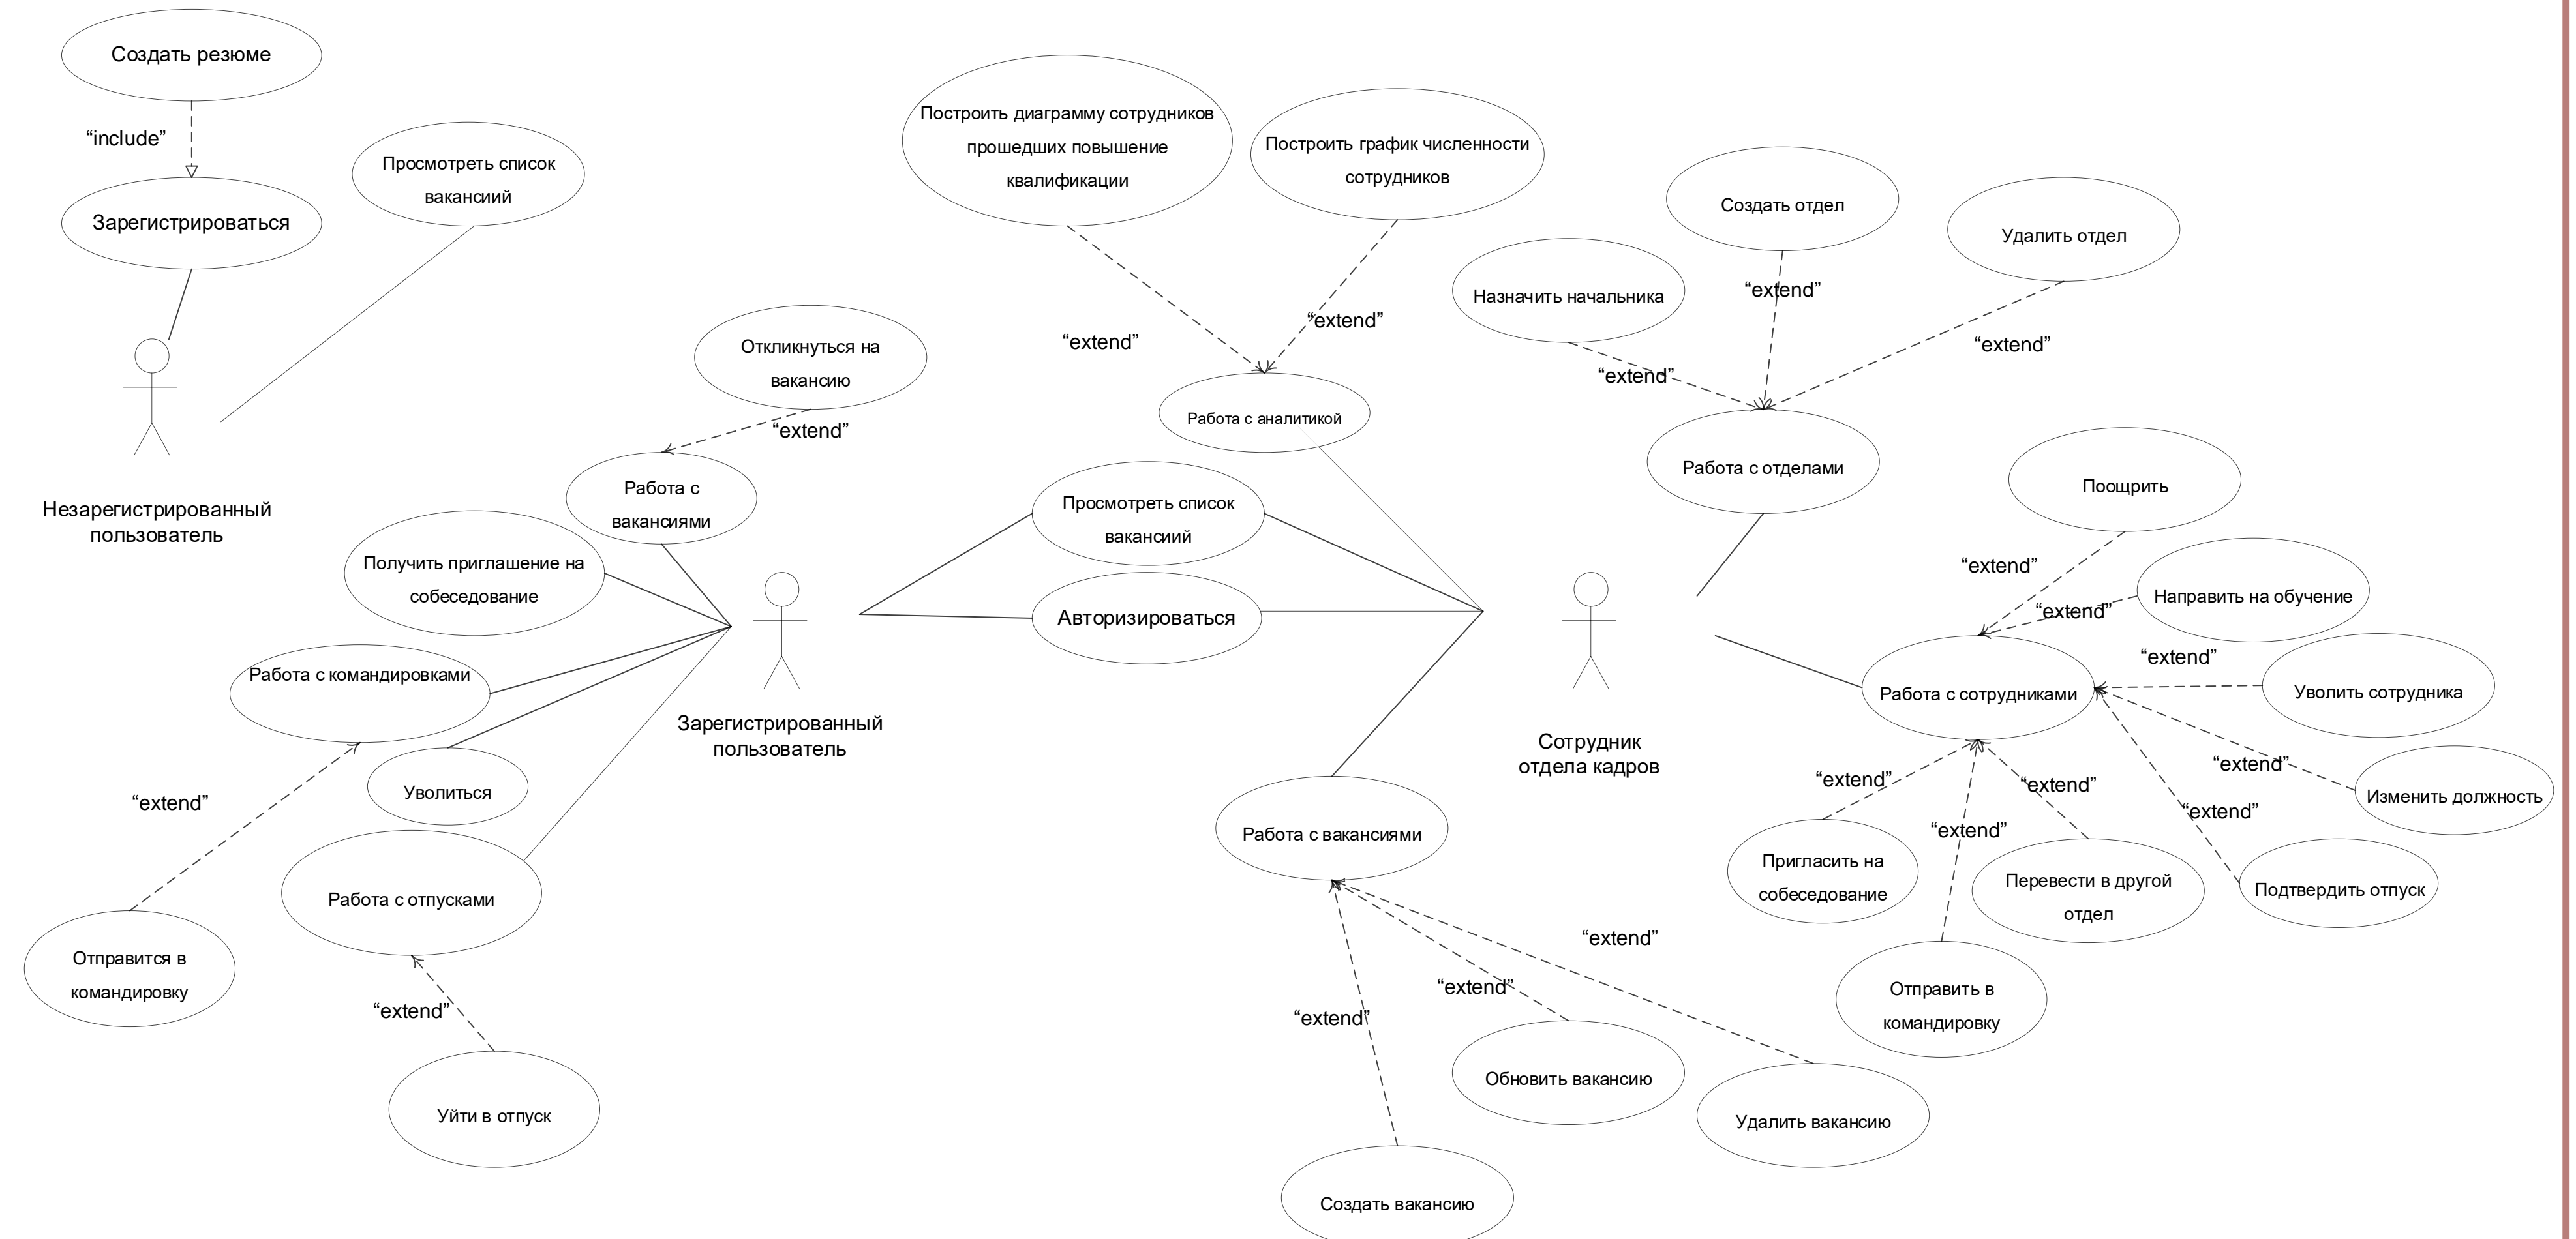 Создать резюме
“include”
Зарегистрироваться
Просмотреть список
вакансиий
Незарегистрированный
пользователь
Откликнуться на
вакансию
“extend”
Работа с
вакансиями
Получить приглашение на
собеседование
Работа с командировками
“extend”
Уволиться
Работа с отпусками
Отправится в
командировку
“extend”
Уйти в отпуск
Зарегистрированный
пользователь
Построить диаграмму сотрудников
прошедших повышение
квалификации
Построить график численности
сотрудников
“extend”
“extend”
Работа с аналитикой
Просмотреть список
вакансиий
Авторизироваться
Сотрудник
отдела кадров
Работа с вакансиями
“extend”
“extend”
“extend”
Обновить вакансию
Удалить вакансию
Создать вакансию
Создать отдел
Удалить отдел
Назначить начальника
“extend”
“extend”
“extend”
Работа с отделами
Поощрить
“extend”
Направить на обучение
“extend”
“extend”
Уволить сотрудника
Работа с сотрудниками
“extend”
Изменить должность
“extend”
“extend”
“extend”
“extend”
Пригласить на
собеседование
Перевести в другой
отдел
Подтвердить отпуск
Отправить в
командировку